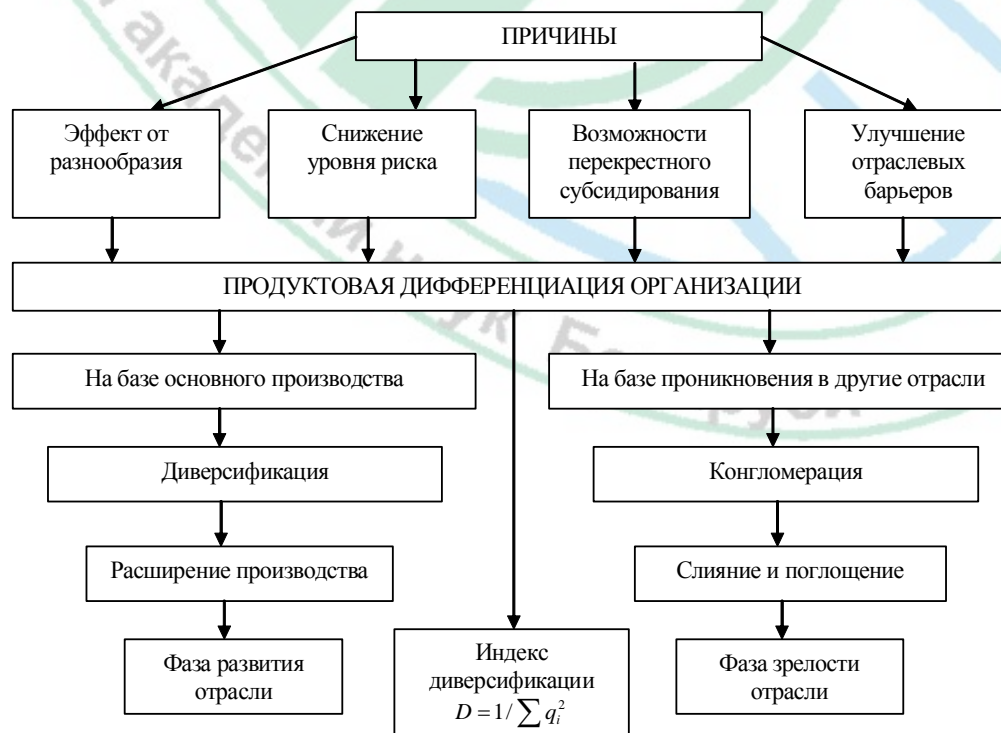 ПРИЧИНЫ
Эффект от
разнообразия
Снижение
уровня риска
Возможности
перекрестного
субсидирования
Улучшение
отраслевых
барьеров
ПРОДУКТОВАЯ ДИФФЕРЕНЦИАЦИЯ ОРГАНИЗАЦИИ
На базе основного производства
На базе проникновения в другие отрасли
Диверсификация
Конгломерация
Расширение производства
Слияние и поглощение
Фаза развития
отрасли
Индекс
диверсификации
D = 1/ ∑ q_i^2
Фаза зрелости
отрасли